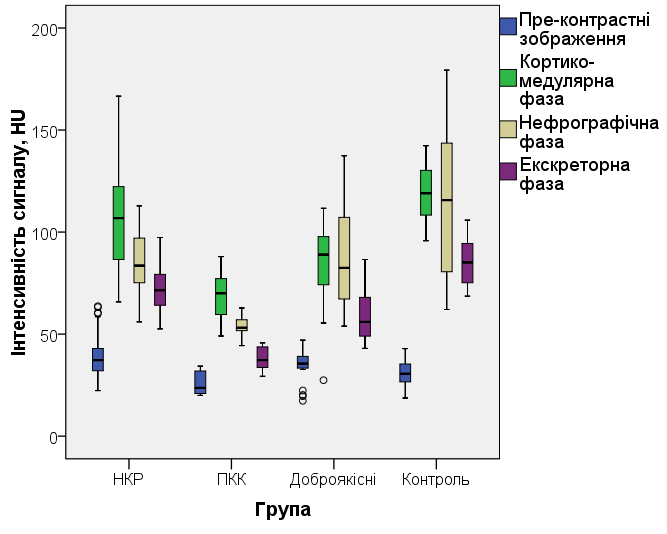 200
150
100
50
0
Інтенсивність сигналу, HU
НКР ПКК Доброякісні Контроль
Група
Пре-контрастні
зображення
Кортико-
медулярна
фаза
Нефрографічна
фаза
Екскреторна
фаза